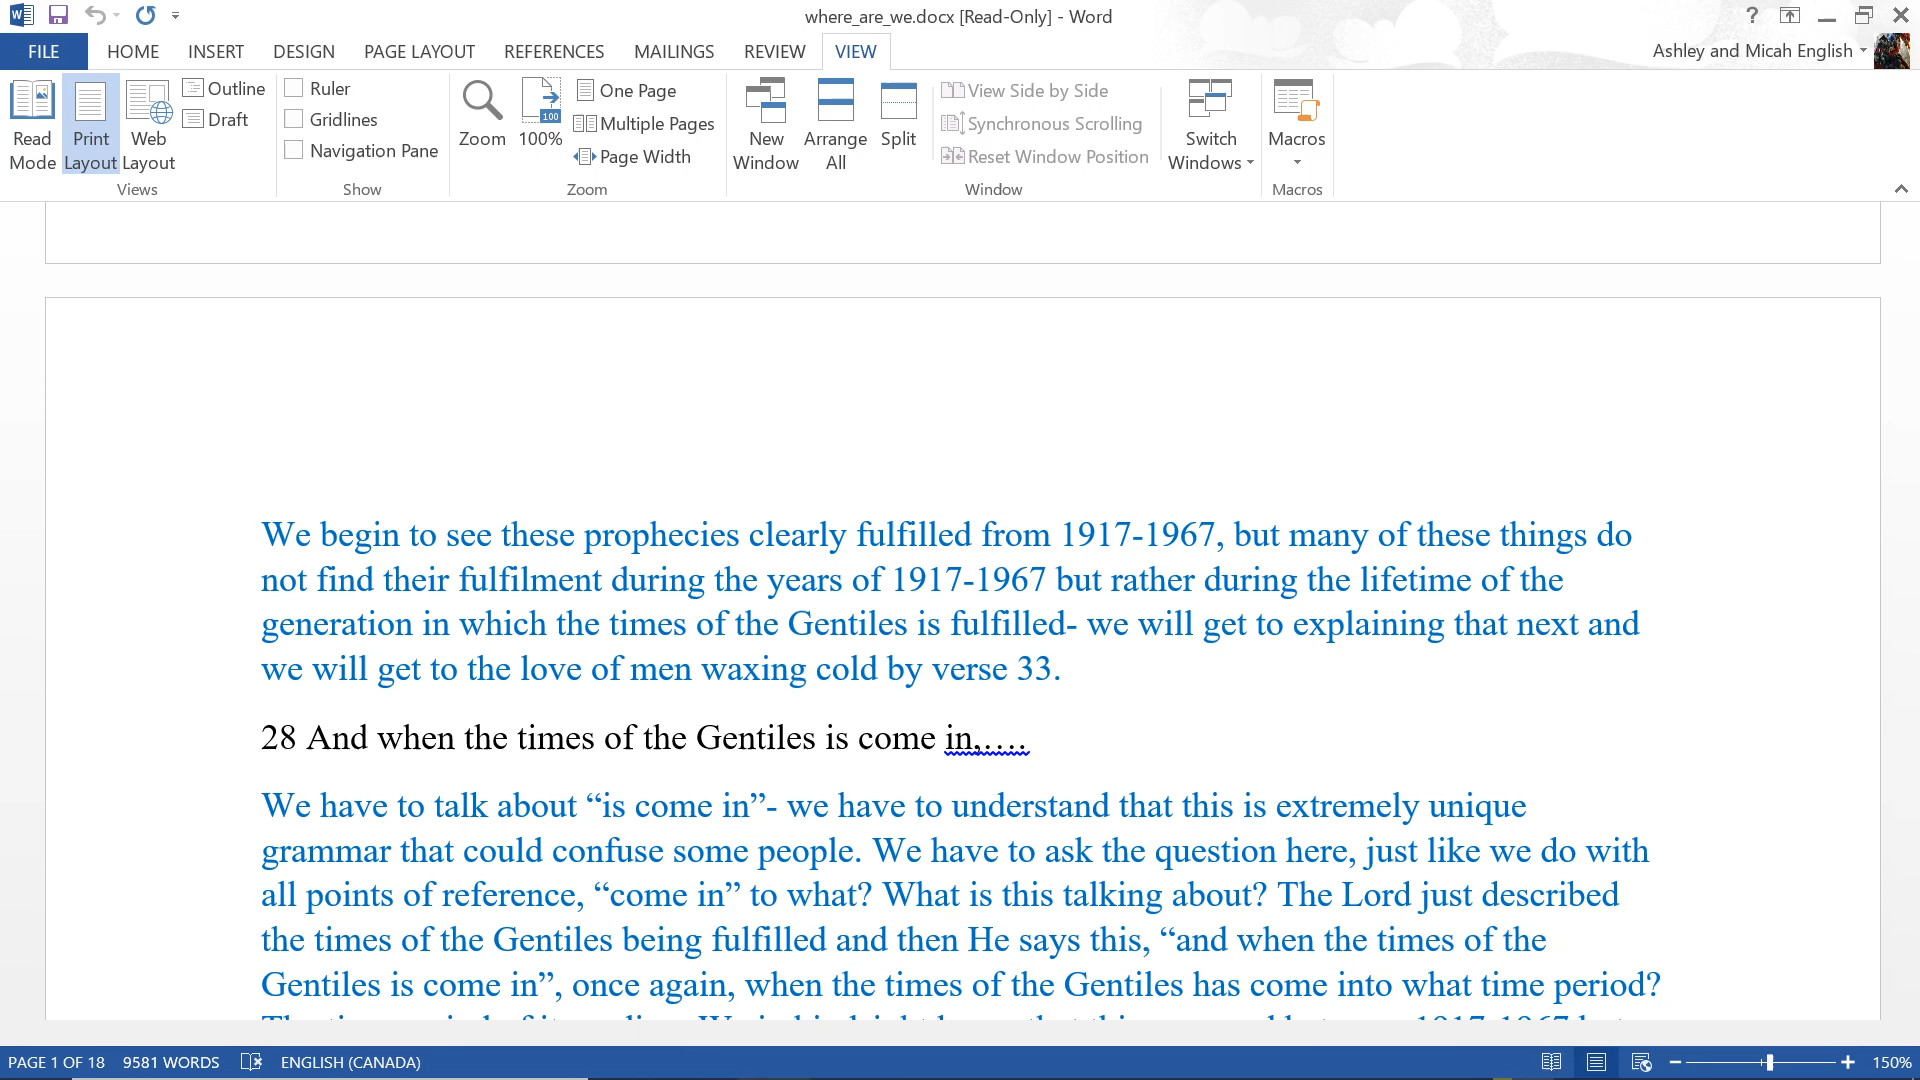 where_are_we.docx [Read-Only] - Word
?
FILE HOME INSERT DESIGN PAGE LAYOUT REFERENCES MAILINGS REVIEW VIEW
Ashley and Micah English
Read Mode
Print Layout
Web Layout
Outline
Draft
Views
Ruler
Gridlines
Navigation Pane
Show
Zoom
100
100%
One Page
Multiple Pages
Page Width
Zoom
New Window
Arrange All
Split
View Side by Side
Synchronous Scrolling
Reset Window Position
Window
Switch Windows
Macros
Macros
We begin to see these prophecies clearly fulfilled from 1917-1967, but many of these things do
not find their fulfilment during the years of 1917-1967 but rather during the lifetime of the
generation in which the times of the Gentiles is fulfilled- we will get to explaining that next and
we will get to the love of men waxing cold by verse 33.
28 And when the times of the Gentiles is come in,….
We have to talk about “is come in”- we have to understand that this is extremely unique
grammar that could confuse some people. We have to ask the question here, just like we do with
all points of reference, “come in” to what? What is this talking about? The Lord just described
the times of the Gentiles being fulfilled and then He says this, “and when the times of the
Gentiles is come in”, once again, when the times of the Gentiles has come into what time period?
PAGE 1 OF 18 9581 WORDS ENGLISH (CANADA)
150%